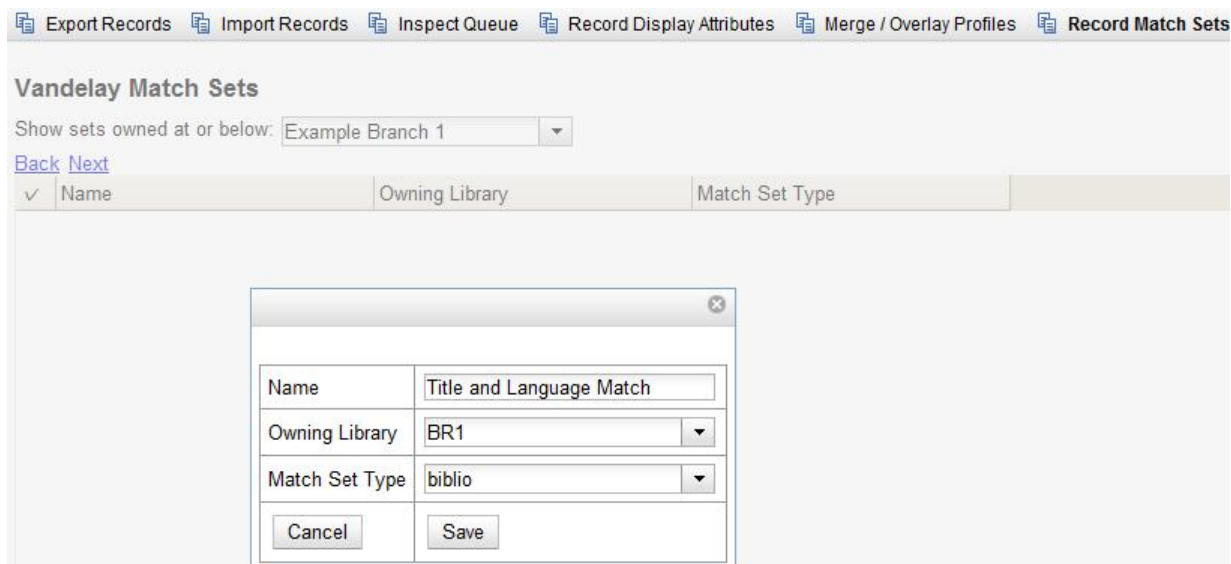 Export Records Import Records Inspect Queue Record Display Attributes Merge / Overlay Profiles Record Match Sets
Vandelay Match Sets
Show sets owned at or below: Example Branch 1
Back Next
✓ Name Owning Library Match Set Type
Name Title and Language Match
Owning Library BR1
Match Set Type biblio
Cancel Save